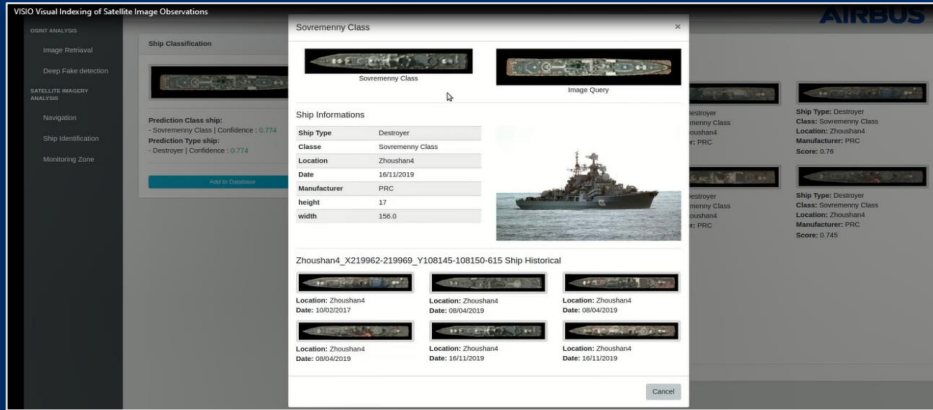 VISIO Visual Indexing of Satellite Image Observations
AIRBUS
OSINT ANALYSIS
Image Retrieval
Deep Fake detection
SATELLITE IMAGERY
ANALYSIS
Navigation
Ship Identification
Monitoring Zone
Ship Classification
Prediction Class ship:
- Sovremenny Class | Confidence : 0.774
Prediction Type ship:
- Destroyer | Confidence : 0.774
Add to Database
Sovremenny Class
×
Sovremenny Class
Image Query
Ship Informations
Ship Type Destroyer
Classe Sovremenny Class
Location Zhoushan4
Date 16/11/2019
Manufacturer PRC
height 17
width 156.0
Zhoushan4_X219962-219969_Y108145-108150-615 Ship Historical
Location: Zhoushan4
Date: 10/02/2017
Location: Zhoushan4
Date: 08/04/2019
Location: Zhoushan4
Date: 08/04/2019
Location: Zhoushan4
Date: 08/04/2019
Location: Zhoushan4
Date: 16/11/2019
Location: Zhoushan4
Date: 16/11/2019
Cancel
Ship Type: Destroyer
Class: Sovremenny Class
Location: Zhoushan4
Manufacturer: PRC
Score: 0.76
Ship Type: Destroyer
Class: Sovremenny Class
Location: Zhoushan4
Manufacturer: PRC
Score: 0.745